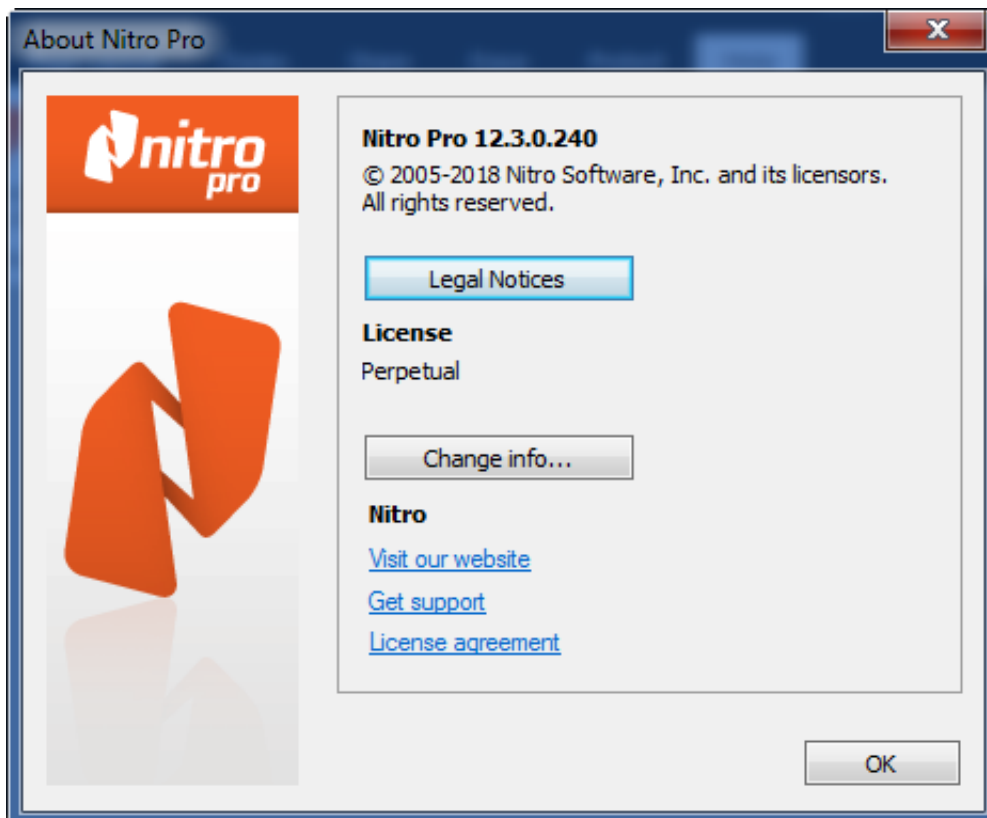 About Nitro Pro
nitro
pro
Nitro Pro 12.3.0.240
© 2005-2018 Nitro Software, Inc. and its licensors.
All rights reserved.
Legal Notices
License
Perpetual
Change info...
Nitro
Visit our website
Get support
License agreement
OK